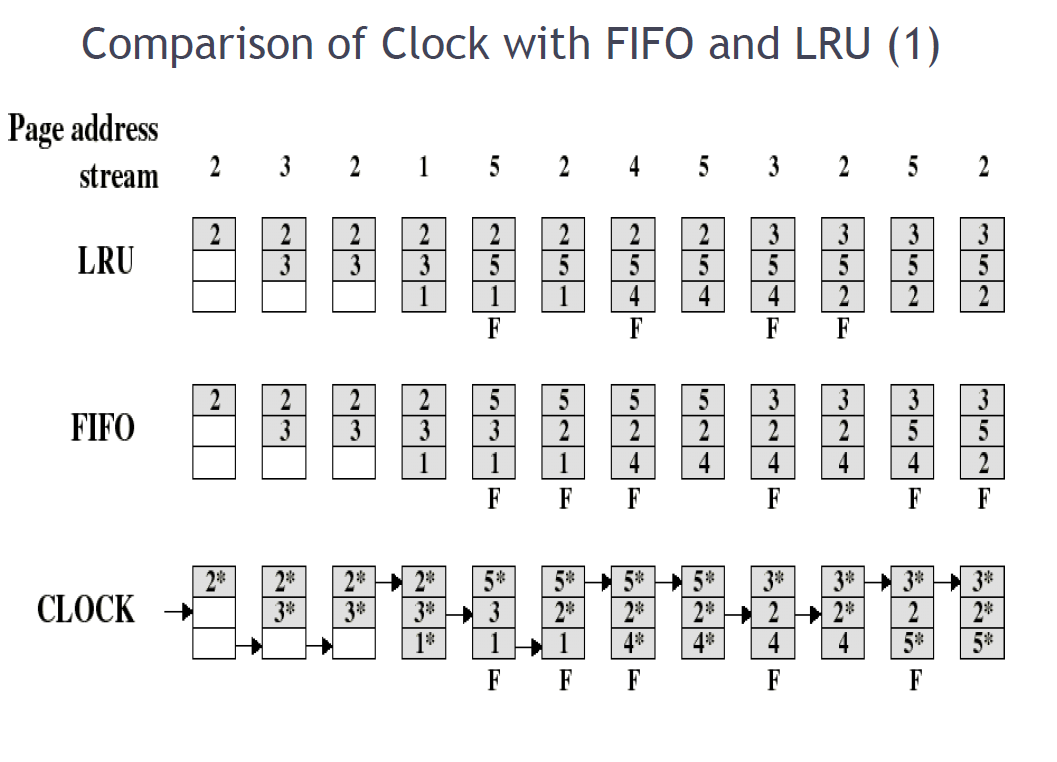 Comparison of Clock with FIFO and LRU (1)
Page address
stream 2 3 2 1 5 2 4 5 3 2 5 2
2 2 2 2 2 2 2 2 3 3 3 3
LRU 3 3 3 5 5 5 5 5 5 5 5
1 1 1 4 4 4 2 2 2
F F F F
2 2 2 2 5 5 5 5 3 3 3 3
FIFO 3 3 3 3 2 2 2 2 2 5 5
1 1 1 4 4 4 4 4 2
F F F F F F
2* 2* 2* 2* 5* 5* 5* 5* 3* 3* 3* 3*
CLOCK 3* 3* 3* 3 2* 2* 2* 2 2* 2 2*
1* 1 1 4* 4* 4 4 5* 5*
F F F F F